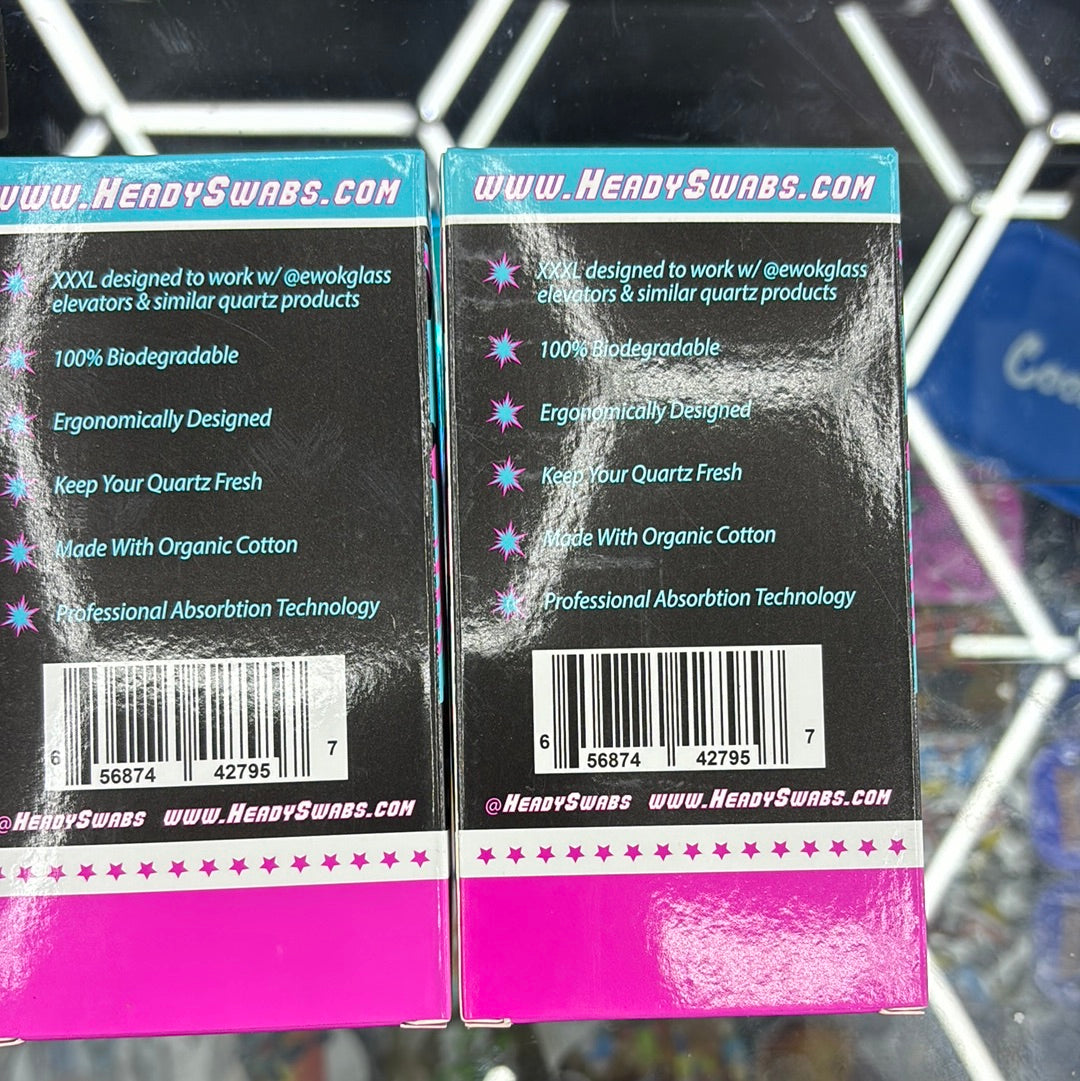 www.HeadySwabs.com
XXXL designed to work w/ @ewokglass
elevators & similar quartz products
100% Biodegradable
Ergonomically Designed
Keep Your Quartz Fresh
Made With Organic Cotton
Professional Absorbtion Technology
6 56874 42795 7
@HeadySwabs www.HeadySwabs.com
www.HeadySwabs.com
XXXL designed to work w/ @ewokglass
elevators & similar quartz products
100% Biodegradable
Ergonomically Designed
Keep Your Quartz Fresh
Made With Organic Cotton
Professional Absorbtion Technology
6 56874 42795 7
@HeadySwabs www.HeadySwabs.com